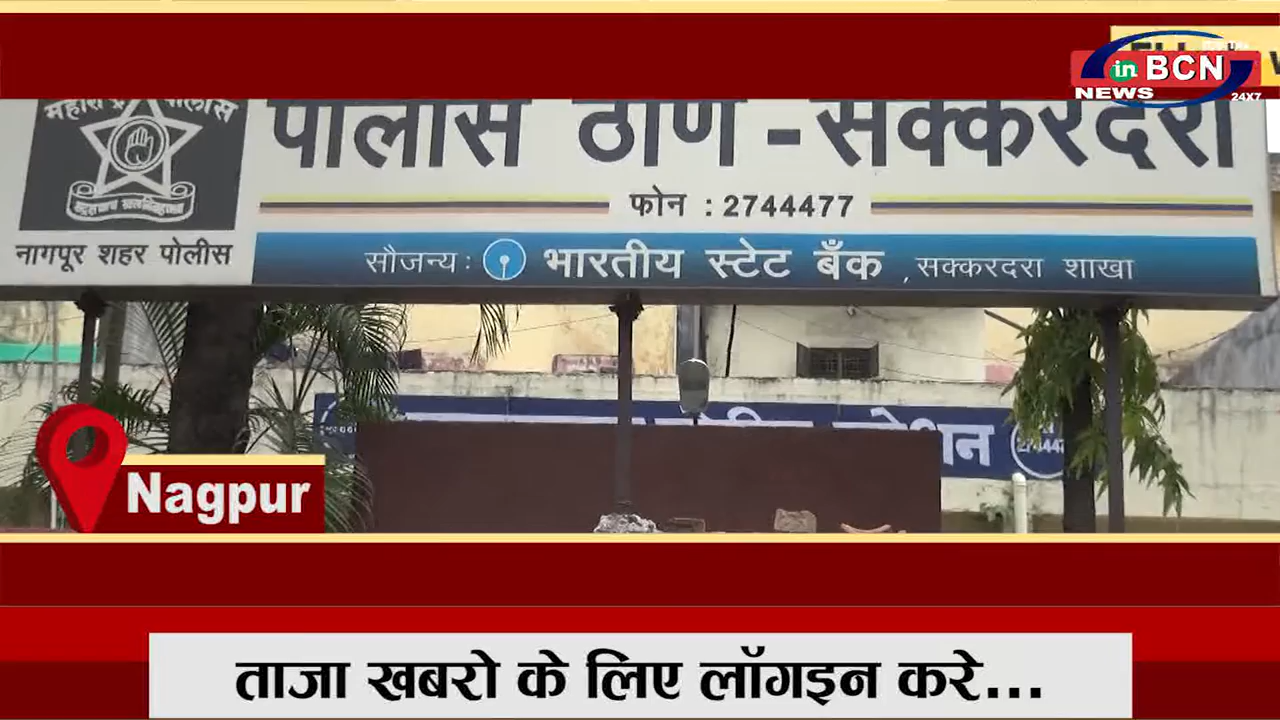 in BCN
NEWS 24X7
पोलीस ठाणे - सक्करदरा
फोन : 2744477
नागपूर शहर पोलीस
सौजन्य : भारतीय स्टेट बँक , सक्करदरा शाखा
Nagpur
ताजा खबरो के लिए लॉगइन करे...